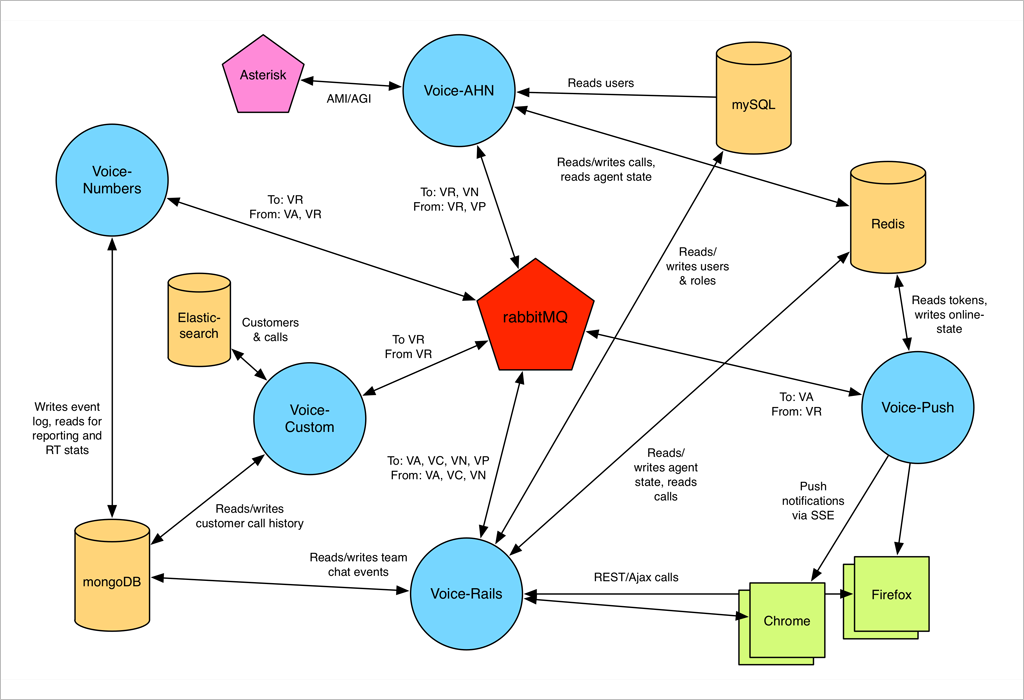 Asterisk
AMI/AGI
Voice-AHN
Reads users
mySQL
Voice-
Numbers
To: VR
From: VA, VR
To: VR, VN
From: VR, VP
Reads/writes calls,
reads agent state
Redis
Reads/
writes users
& roles
Elastic-
search
Customers
& calls
rabbitMQ
To VR
From VR
Reads tokens,
writes online-
state
Voice-
Custom
To: VA
From: VR
Voice-Push
Writes event
log, reads for
reporting and
RT stats
To: VA, VC, VN, VP
From: VA, VC, VN
Reads/
writes agent
state, reads
calls
Push
notifications
via SSE
Reads/writes
customer call history
mongoDB
Reads/writes team
chat events
Voice-Rails
REST/Ajax calls
Chrome
Firefox